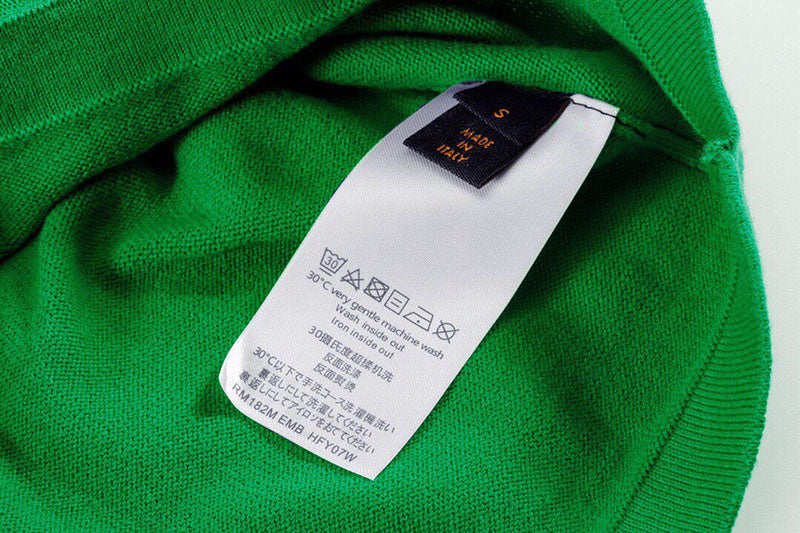 S
MADE
IN
ITALY
30
30°C very gentle machine wash
Wash inside out
Iron inside out
30攝氏度超揉机洗
反面洗涤
反面熨烫
30℃以下で手洗コース洗濯機洗い
裏返しにして洗濯してください
裏返しにしてアイロンをおててください
RM182M EMB HFY07W